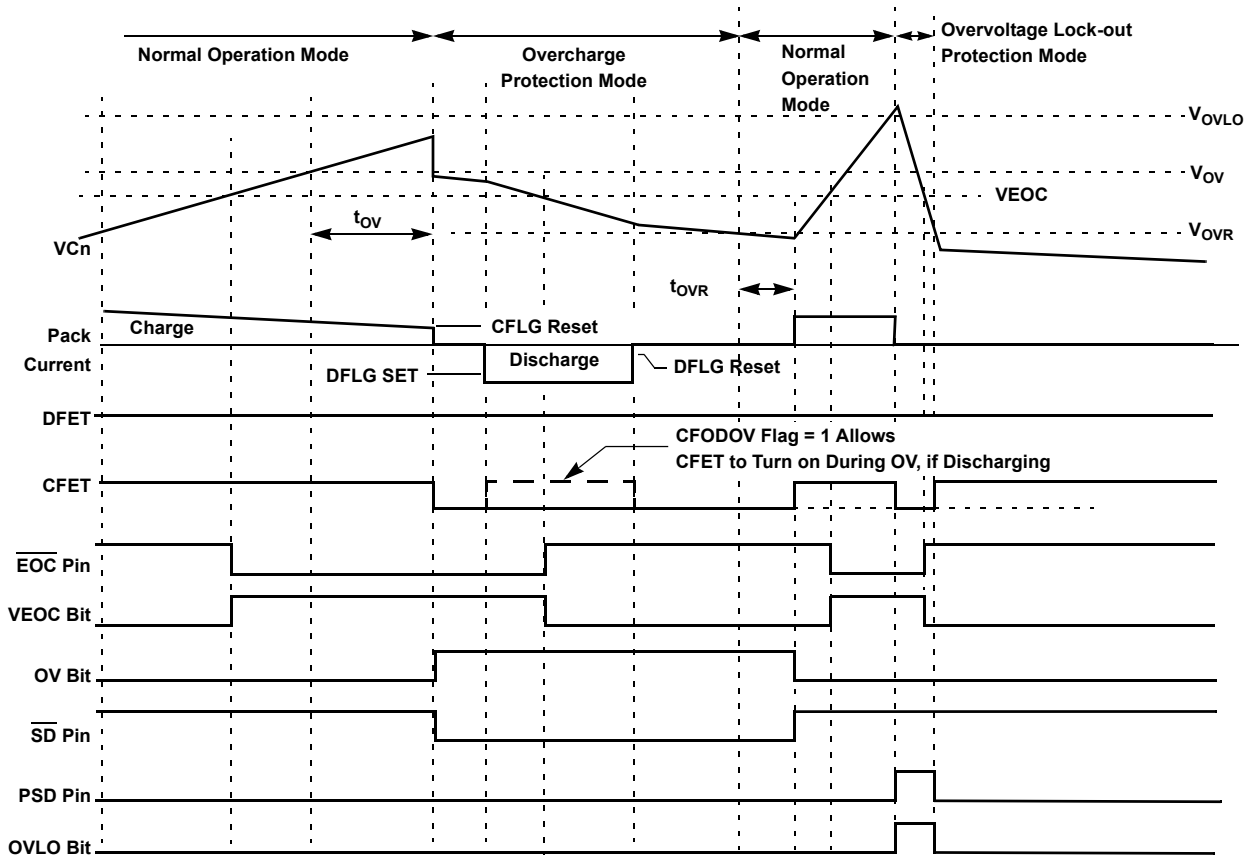 Normal Operation Mode
Overcharge
Protection Mode
Normal
Operation
Mode
Overvoltage Lock-out
Protection Mode
VOVLO
VOV
VEOC
VOVR
VCn
tOV
tOVR
Charge
CFLG Reset
Pack
Current
Discharge
DFLG SET
DFLG Reset
DFET
CFODOV Flag = 1 Allows
CFET to Turn on During OV, if Discharging
CFET
EOC Pin
VEOC Bit
OV Bit
SD Pin
PSD Pin
OVLO Bit